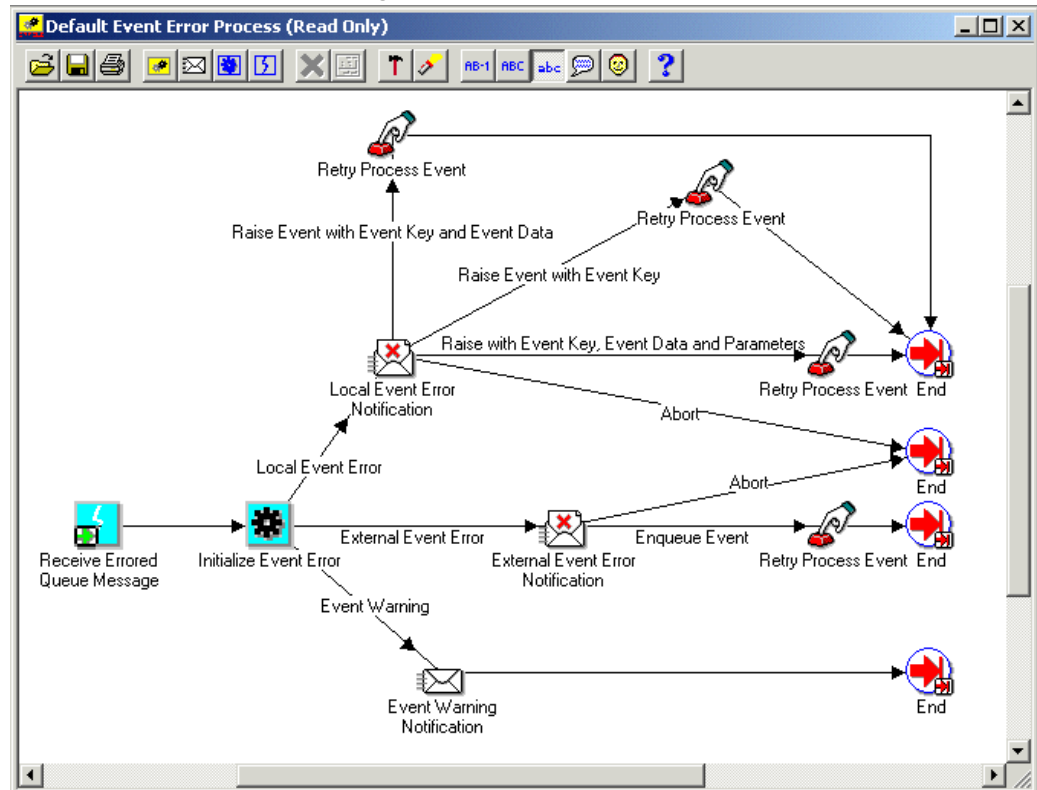 Default Event Error Process (Read Only)
AB-1 ABC abc
Retry Process Event
Retry Process Event
Raise Event with Event Key and Event Data
Raise Event with Event Key
Raise with Event Key, Event Data and Parameters
Local Event Error
Notification
Retry Process Event
End
Abort
Local Event Error
End
Abort
Receive Errored
Queue Message
Initialize Event Error
External Event Error
External Event Error
Notification
Enqueue Event
Retry Process Event
End
Event Warning
Event Warning
Notification
End